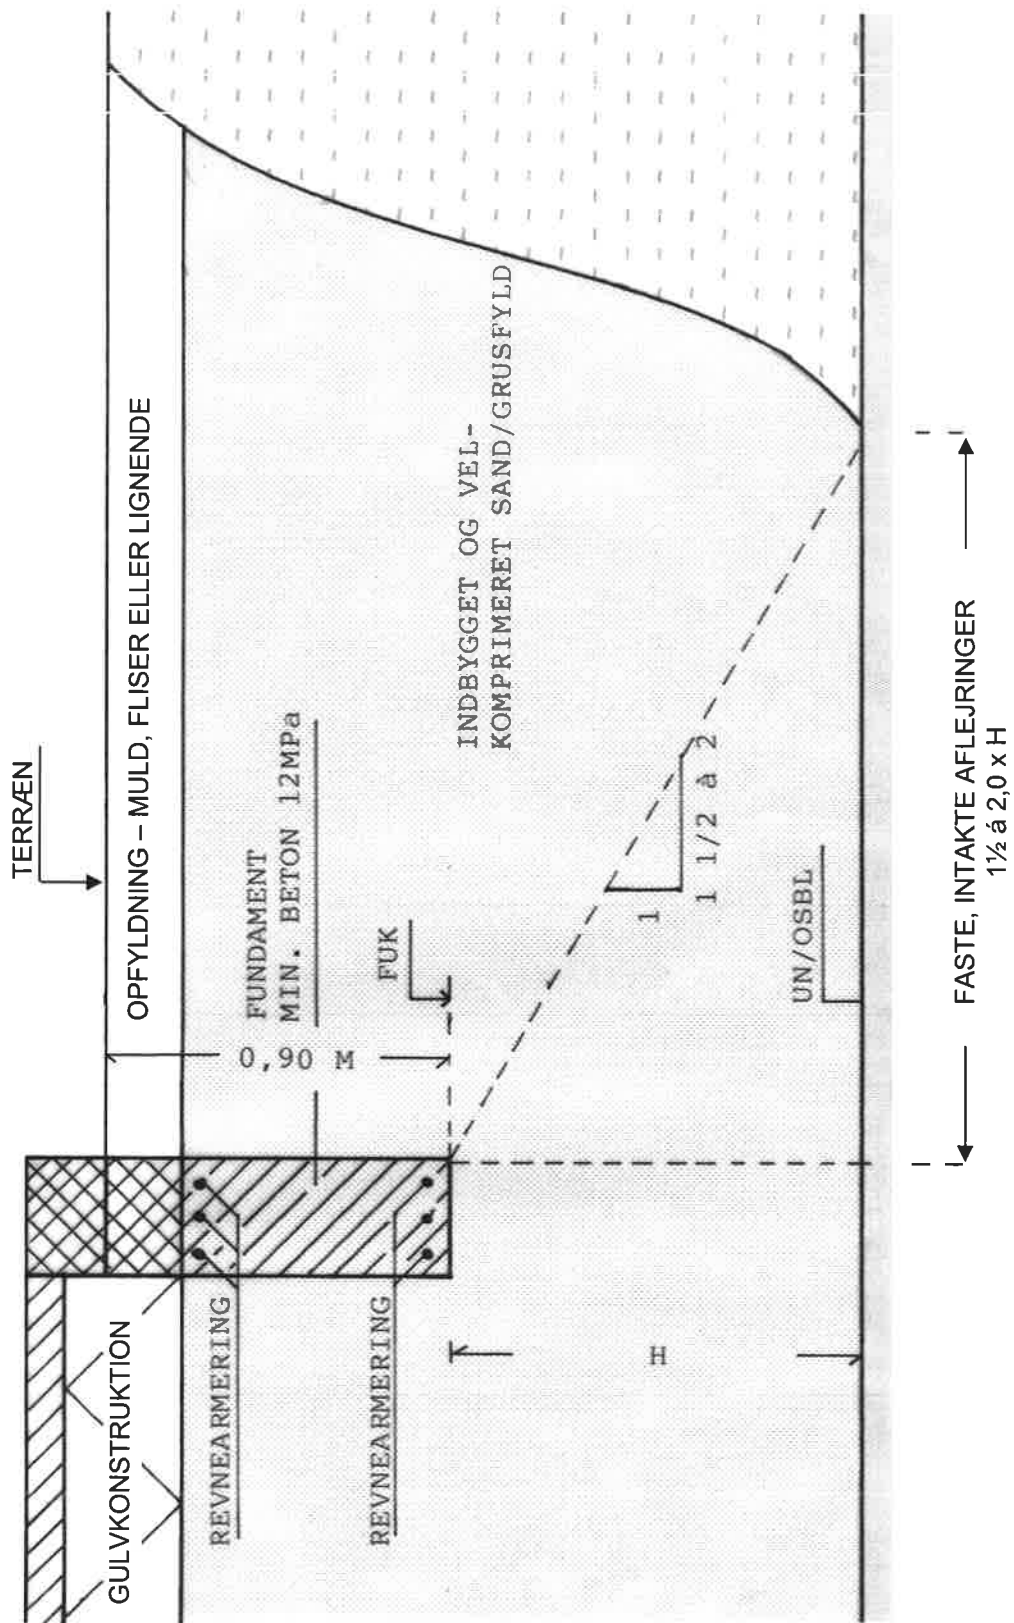 TERRÆN
OPFYLDNING – MULD, FLISER ELLER LIGNENDE
GULVKONSTRUKTION
FUNDAMENT
MIN. BETON 12MPa
0,90 M
REVNEARMERING
FUK
REVNEARMERING
INDBYGGET OG VEL-
KOMPRIMERET SAND/GRUSFYLD
1
1 1/2 à 2
H
UN/OSBL
FASTE, INTAKTE AFLEJRINGER
1½ á 2,0 x H